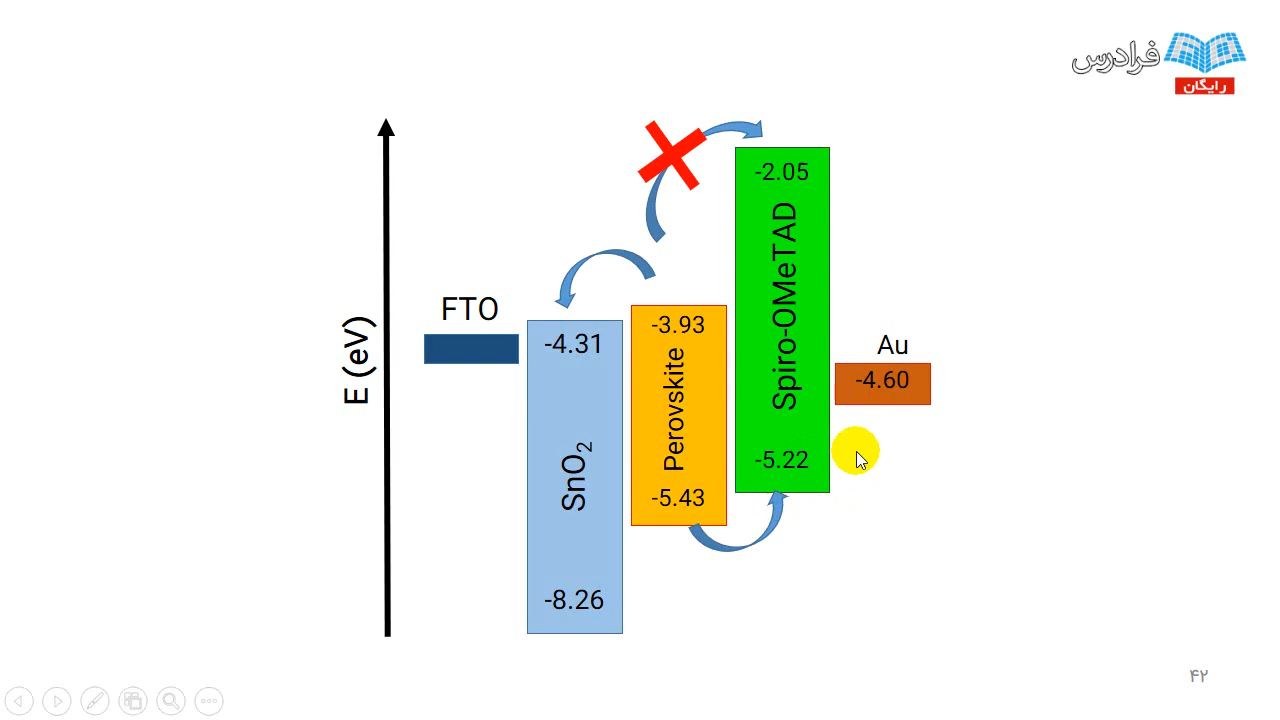 فرادرس
رایگان
E (eV)
FTO
-4.31
SnO₂
-8.26
-3.93
Perovskite
-5.43
-2.05
Spiro-OMeTAD
-5.22
Au
-4.60
۴۲